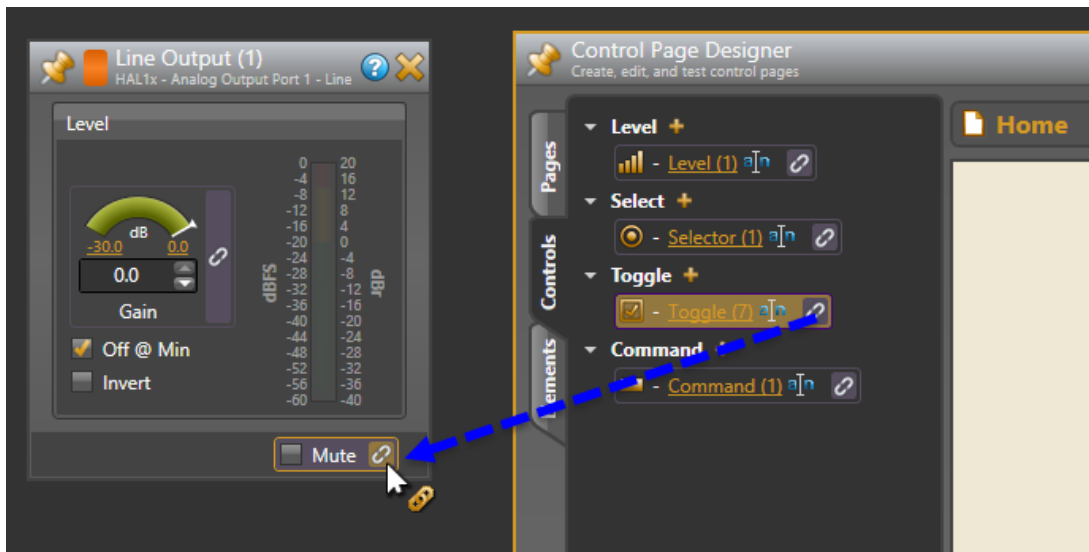 Line Output (1)
HAL1x - Analog Output Port 1 - Line
?
Level
dB
-30.0 0.0
0.0
Gain
Off @ Min
Invert
dBFS
0 20
-4 16
-8 12
-12 8
-16 4
-20 0
-24 -4
-28 -8
-32 -12
-36 -16
-40 -20
-44 -24
-48 -28
-52 -32
-56 -36
-60 -40
dBr
Mute
Control Page Designer
Create, edit, and test control pages
Pages
Controls
Elements
Level +
- Level (1) a n
Select +
- Selector (1) a n
Toggle +
- Toggle (7) a n
Command +
- Command (1) a n
Home